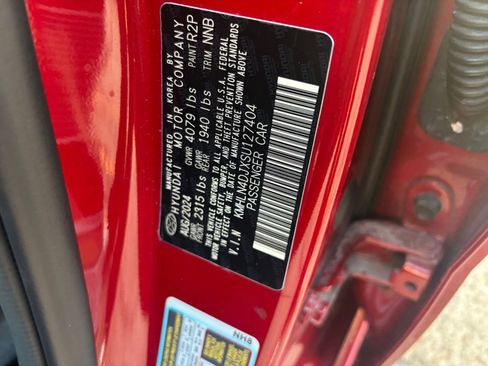 MANUFACTURED IN KOREA BY
HYUNDAI MOTOR COMPANY
AUG/2024 GVWR 4079 lbs PAINT R2P
GAWR FRONT 2315 lbs GAWR REAR 1940 lbs TRIM NNB
THIS VEHICLE CONFORMS TO ALL APPLICABLE U.S.A. FEDERAL
MOTOR VEHICLE SAFETY, BUMPER, AND THEFT PREVENTION STANDARDS
IN EFFECT ON THE DATE OF MANUFACTURE SHOWN ABOVE
V.I.N KMHLN4DJXSU127404
PASSENGER CAR
NH8